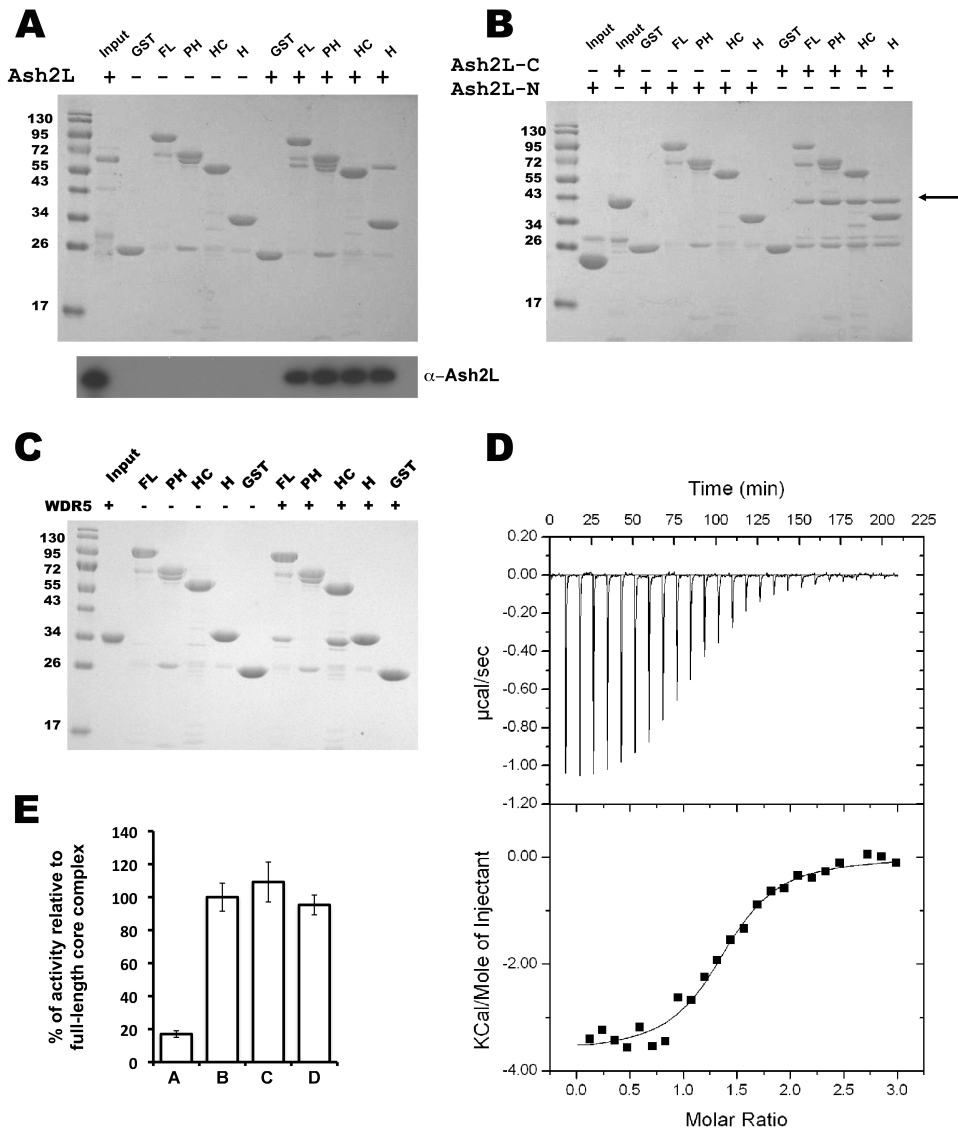 A
Input GST FL PH HC H GST FL PH HC H
Ash2L + – – – – – + + + + +
130
95
72
55
43
34
26
17
α–Ash2L
B
Input Input GST FL PH HC H GST FL PH HC H
Ash2L-C – + – – – – – + + + + +
Ash2L-N + – + + + + + – – – – –
130
95
72
55
43
34
26
17
C
Input FL PH HC H GST FL PH HC H GST
WDR5 + - - - - - + + + + +
130
95
72
55
43
34
26
17
D
Time (min)
0 25 50 75 100 125 150 175 200 225
0.20
0.00
-0.20
-0.40
-0.60
-0.80
-1.00
-1.20
µcal/sec
0.00
-2.00
-4.00
KCal/Mole of Injectant
0.0 0.5 1.0 1.5 2.0 2.5 3.0
Molar Ratio
E
% of activity relative to
full-length core complex
140
120
100
80
60
40
20
0
A B C D